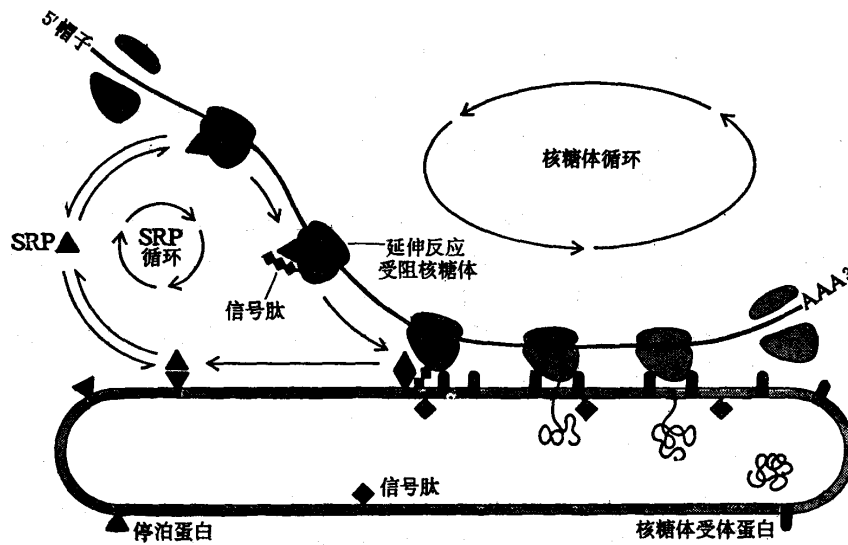 5'帽子
核糖体循环
SRP
SRP
循环
延伸反应
受阻核糖体
信号肽
AAA3'
信号肽
停泊蛋白
核糖体受体蛋白